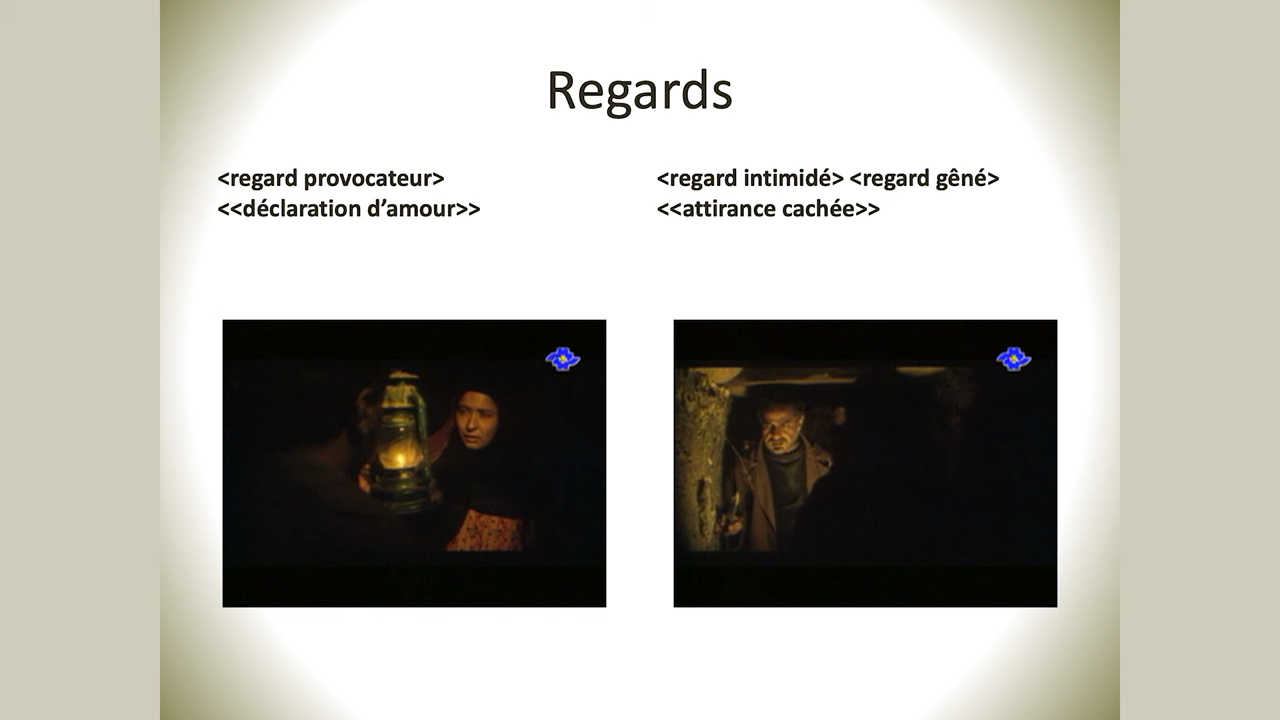 Regards
<regard provocateur>
<<déclaration d’amour>>
<regard intimidé> <regard gêné>
<<attirance cachée>>